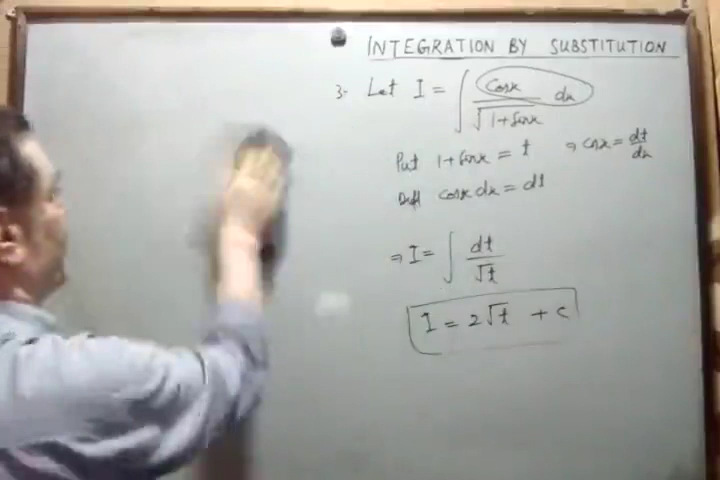 INTEGRATION BY SUBSTITUTION
3. Let I = ∫ cosx / √(1+sinx) dx
Put 1+sinx = t ⇒ cosx = dt/dx
Diff cosx dx = dt
⇒ I = ∫ dt/√t
I = 2√t + c